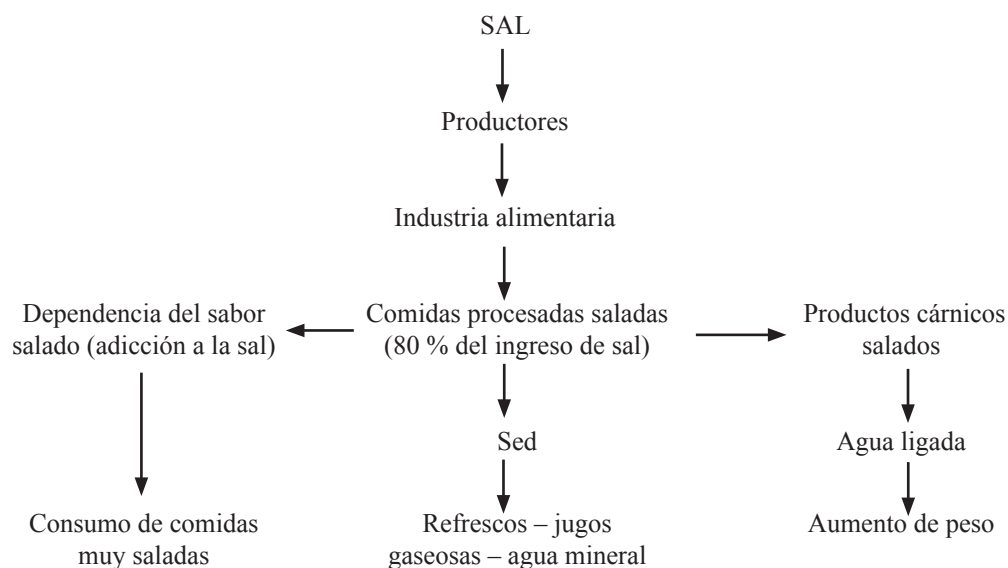 SAL
Productores
Industria alimentaria
Dependencia del sabor
salado (adicción a la sal)
Comidas procesadas saladas
(80 % del ingreso de sal)
Productos cárnicos
salados
Sed
Agua ligada
Consumo de comidas
muy saladas
Refrescos – jugos
gaseosas – agua mineral
Aumento de peso